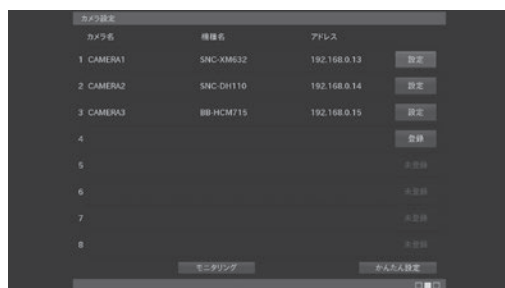 カメラ設定
カメラ名 機種名 アドレス
1 CAMERA1 SNC-XM632 192.168.0.13 設定
2 CAMERA2 SNC-DH110 192.168.0.14 設定
3 CAMERA3 BB-HCM715 192.168.0.15 設定
4 登録
5 未登録
6 未登録
7 未登録
8 未登録
モニタリング かんたん設定